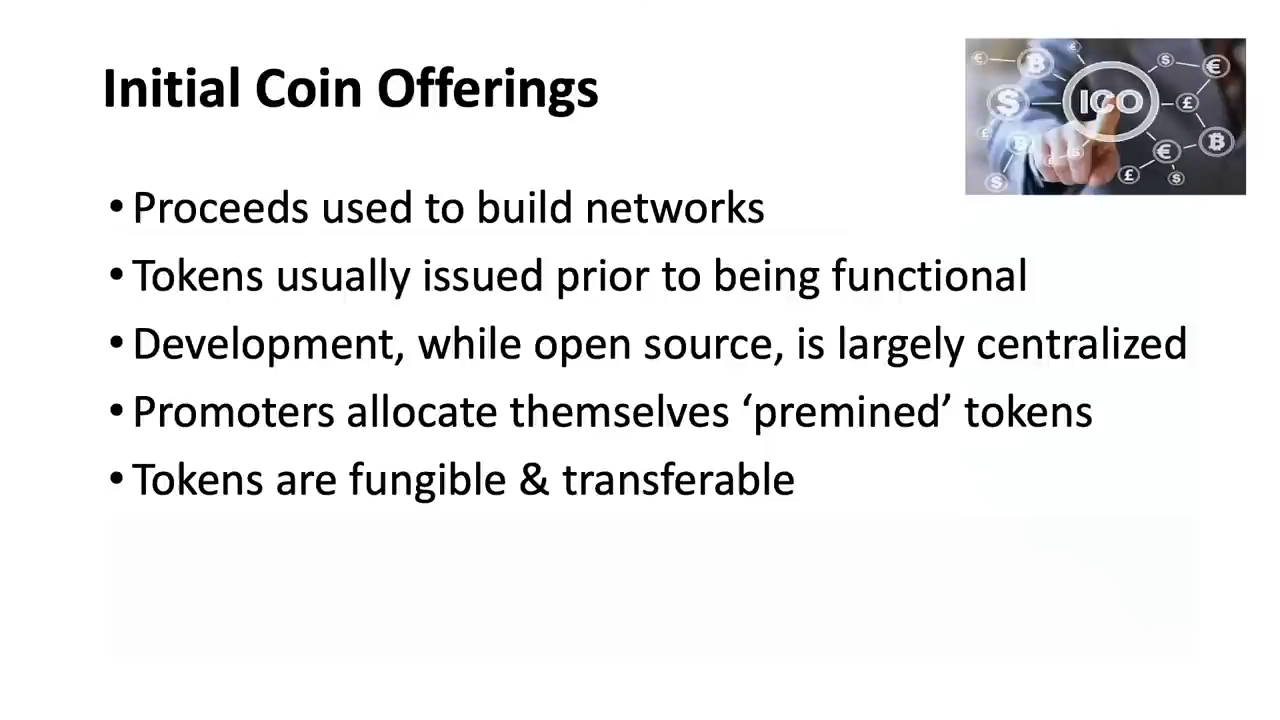 Initial Coin Offerings
ICO
• Proceeds used to build networks
• Tokens usually issued prior to being functional
• Development, while open source, is largely centralized
• Promoters allocate themselves ‘premined’ tokens
• Tokens are fungible & transferable